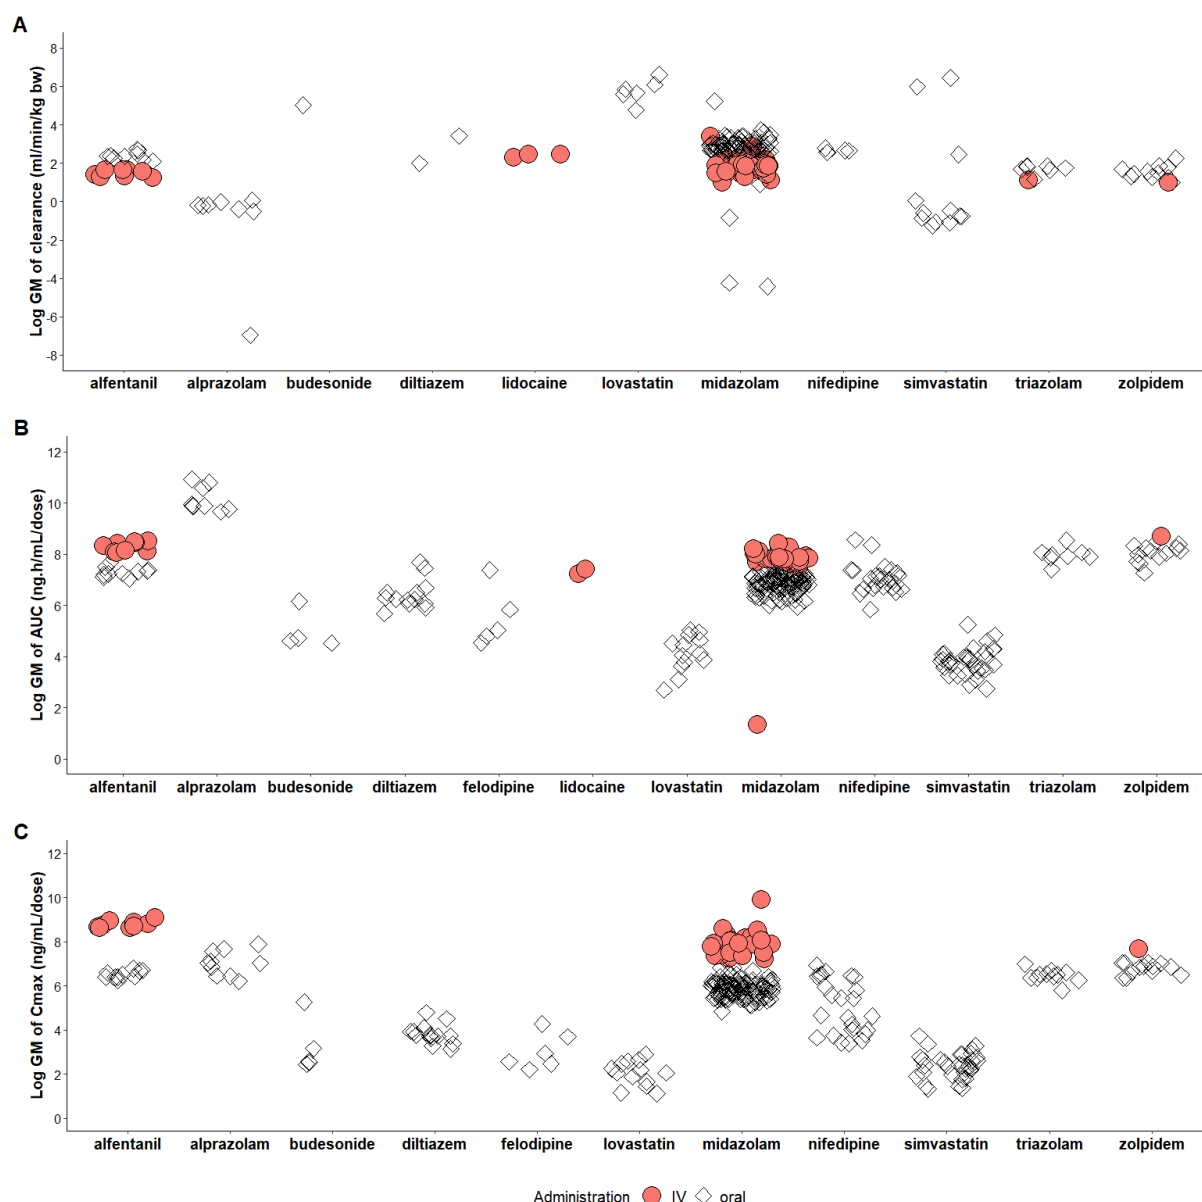 A
Log GM of clearance (ml/min/kg bw)
8
6
4
2
0
-2
-4
-6
-8
alfentanil alprazolam budesonide diltiazem lidocaine lovastatin midazolam nifedipine simvastatin triazolam zolpidem
B
Log GM of AUC (ng.h/mL/dose)
12
10
8
6
4
2
0
alfentanil alprazolam budesonide diltiazem felodipine lidocaine lovastatin midazolam nifedipine simvastatin triazolam zolpidem
C
Log GM of Cmax (ng/mL/dose)
12
10
8
6
4
2
0
alfentanil alprazolam budesonide diltiazem felodipine lovastatin midazolam nifedipine simvastatin triazolam zolpidem
Administration IV oral